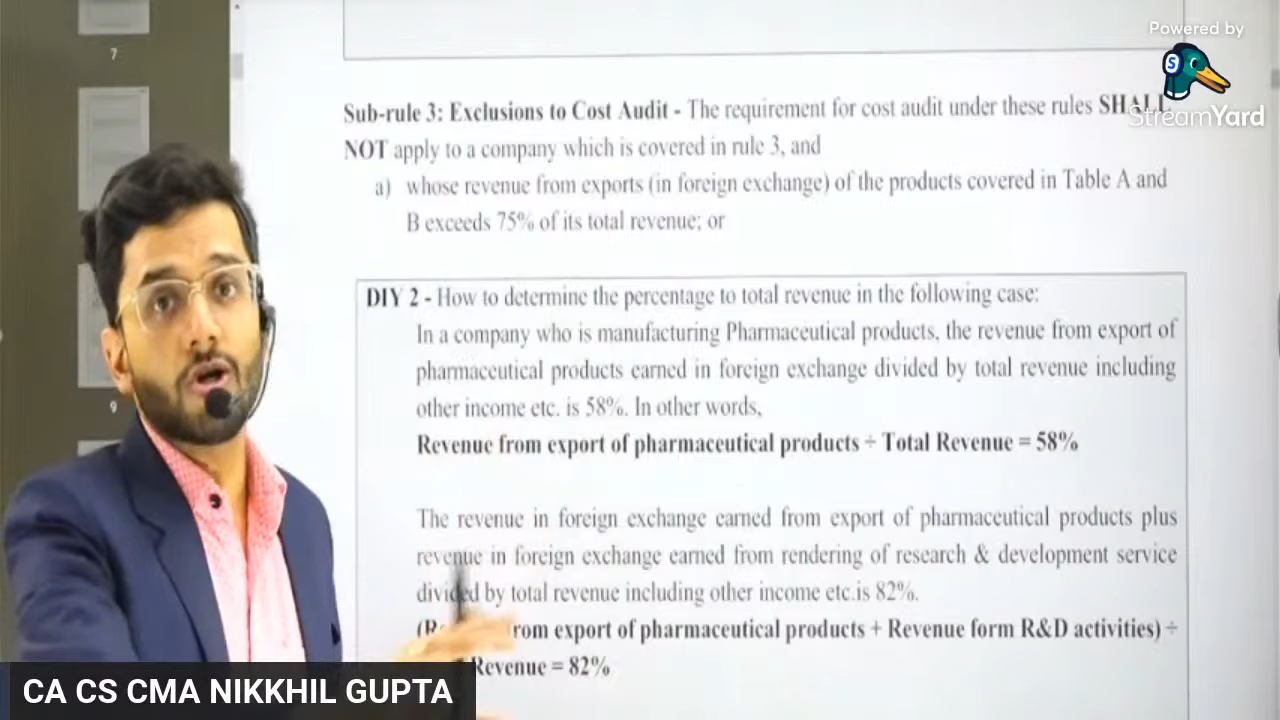 7
Powered by
StreamYard
Sub-rule 3: Exclusions to Cost Audit - The requirement for cost audit under these rules SHALL
NOT apply to a company which is covered in rule 3, and
a) whose revenue from exports (in foreign exchange) of the products covered in Table A and
B exceeds 75% of its total revenue; or
DIY 2 - How to determine the percentage to total revenue in the following case:
In a company who is manufacturing Pharmaceutical products, the revenue from export of
pharmaceutical products earned in foreign exchange divided by total revenue including
9
other income etc. is 58%. In other words,
Revenue from export of pharmaceutical products ÷ Total Revenue = 58%
The revenue in foreign exchange earned from export of pharmaceutical products plus
revenue in foreign exchange earned from rendering of research & development service
divided by total revenue including other income etc.is 82%.
from export of pharmaceutical products + Revenue form R&D activities) ÷
Revenue = 82%
CA CS CMA NIKKHIL GUPTA